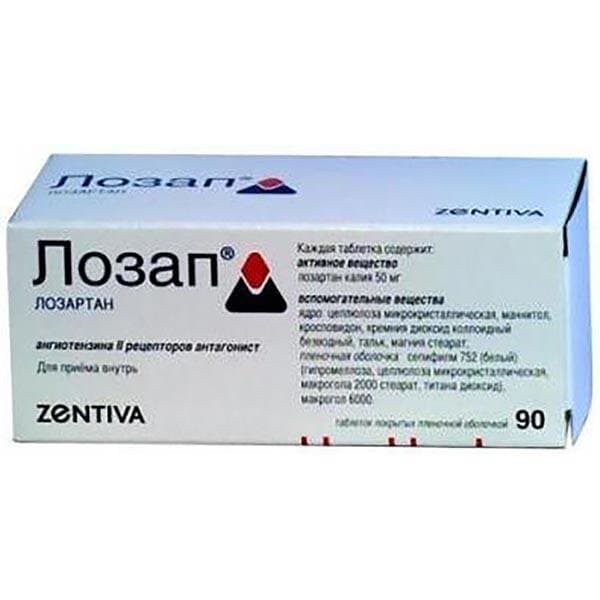 Лозап®
ЛОЗАРТАН
ZENTIVA
Лозап®
ЛОЗАРТАН
ангиотензина II рецепторов антагонист
Для приёма внутрь
ZENTIVA
Каждая таблетка содержит:
активное вещество
лозартан калия 50 мг
вспомогательные вещества
ядро: целлюлоза микрокристаллическая, маннитол,
кросповидон, кремния диоксид коллоидный
безводный, тальк, магния стеарат,
пленочная оболочка сепифилм 752 (белый)
(гипромеллоза, целлюлоза микрокристаллическая,
макрогола 2000 стеарат, титана диоксид),
макрогол 6000.
таблеток покрытых пленочной оболочкой 90